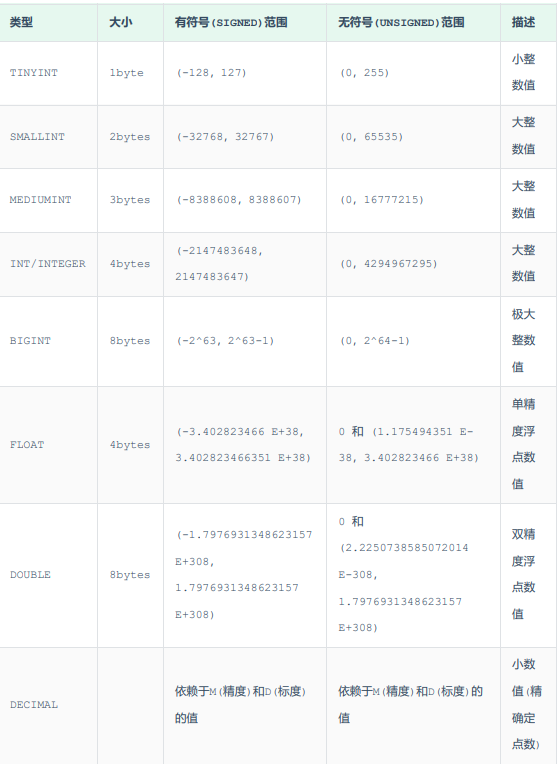 类型 大小 有符号(SIGNED)范围 无符号(UNSIGNED)范围 描述
TINYINT 1byte (-128, 127) (0, 255) 小整
数值
SMALLINT 2bytes (-32768, 32767) (0, 65535) 大整
数值
MEDIUMINT 3bytes (-8388608, 8388607) (0, 16777215) 大整
数值
INT/INTEGER 4bytes (-2147483648,
2147483647) (0, 4294967295) 大整
数值
BIGINT 8bytes (-2^63, 2^63-1) (0, 2^64-1) 极大
整数
值
FLOAT 4bytes (-3.402823466 E+38,
3.402823466351 E+38) 0 和 (1.175494351 E-
38, 3.402823466 E+38) 单精
度浮
点数
值
DOUBLE 8bytes (-1.7976931348623157
E+308,
1.7976931348623157
E+308) 0 和
(2.2250738585072014
E-308,
1.7976931348623157
E+308) 双精
度浮
点数
值
DECIMAL 依赖于M(精度)和D(标度)
的值 依赖于M(精度)和D(标度)的
值 小数
值(精
确定
点数)